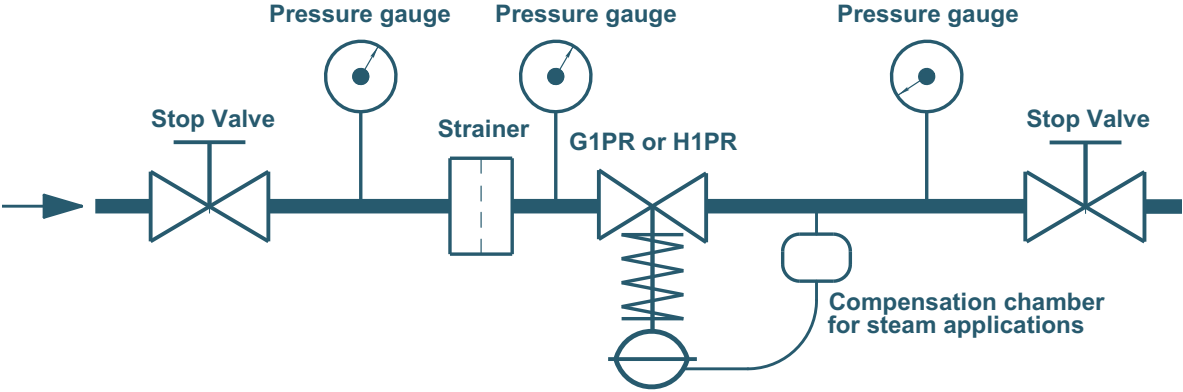 Pressure gauge
Pressure gauge
Pressure gauge
Stop Valve
Strainer
G1PR or H1PR
Stop Valve
Compensation chamber
for steam applications